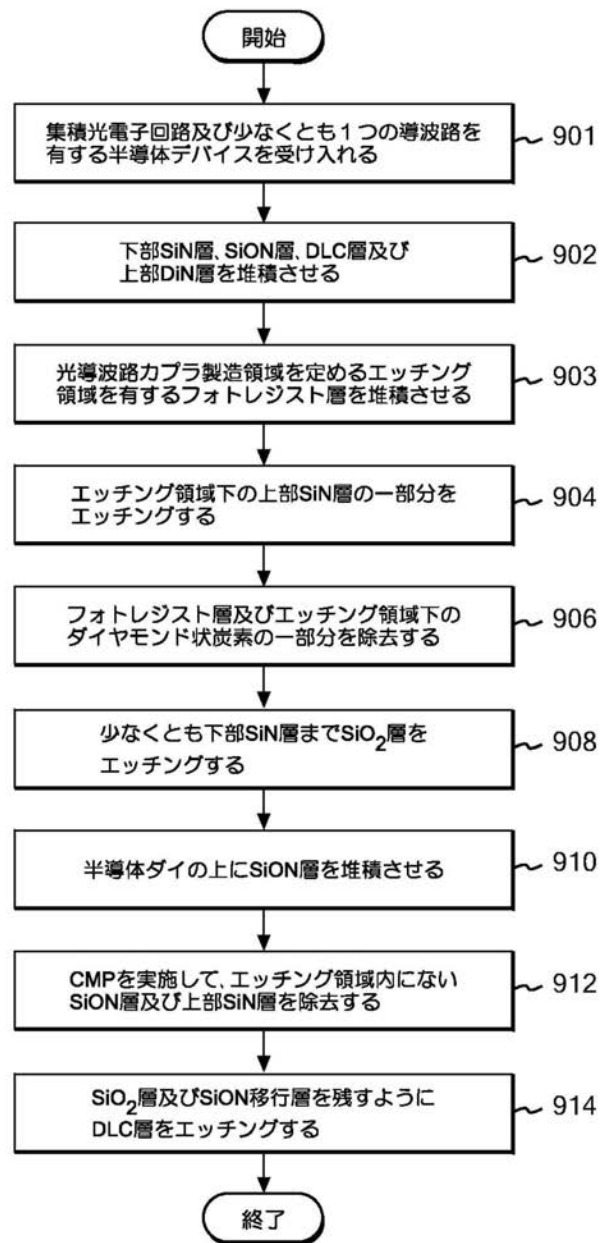 開始
集積光電子回路及び少なくとも1つの導波路を
有する半導体デバイスを受け入れる
901
下部SiN層、SiON層、DLC層及び
上部DiN層を堆積させる
902
光導波路カプラ製造領域を定めるエッチング
領域を有するフォトレジスト層を堆積させる
903
エッチング領域下の上部SiN層の一部分を
エッチングする
904
フォトレジスト層及びエッチング領域下の
ダイヤモンド状炭素の一部分を除去する
906
少なくとも下部SiN層までSiO2層を
エッチングする
908
半導体ダイの上にSiON層を堆積させる
910
CMPを実施して、エッチング領域内にない
SiON層及び上部SiN層を除去する
912
SiO2層及びSiON移行層を残すように
DLC層をエッチングする
914
終了